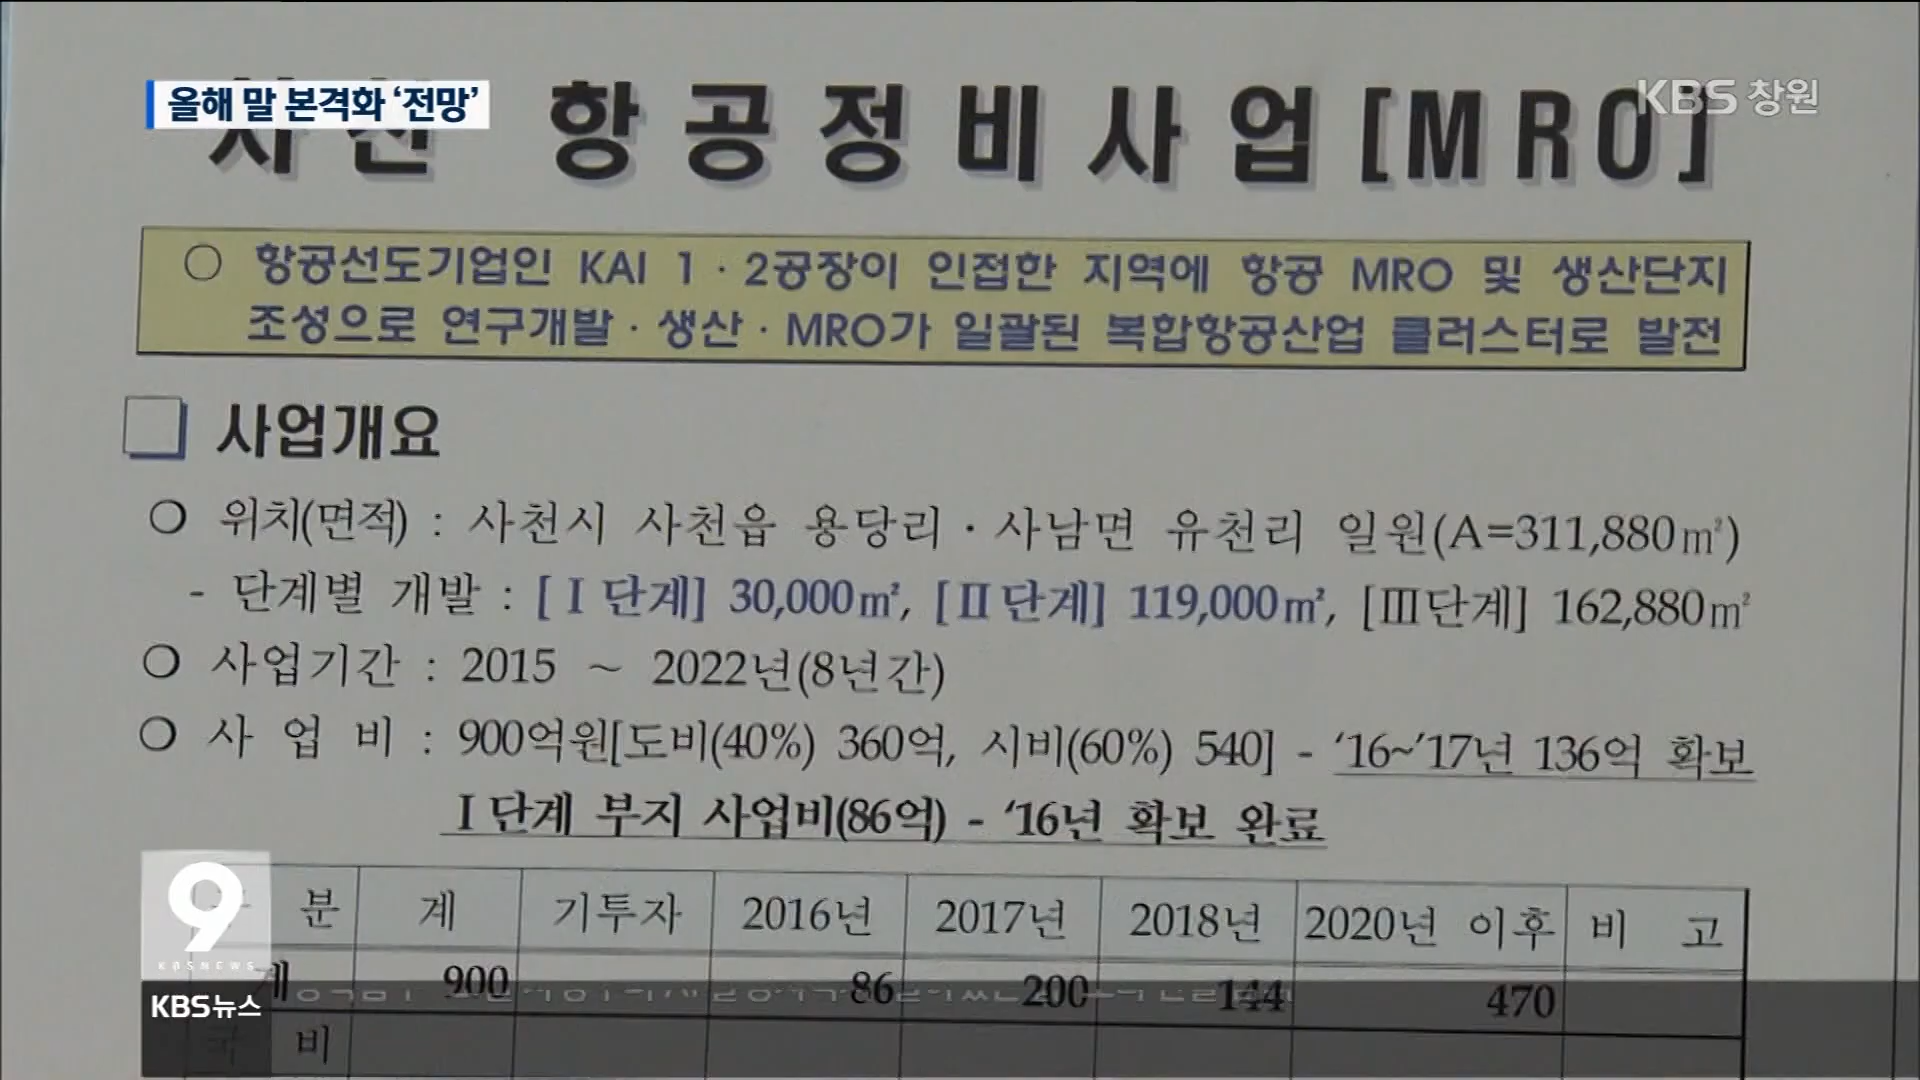 올해 말 본격화 ‘전망’
KBS 창원
사천 항공정비사업[MRO]
○ 항공선도기업인 KAI 1·2공장이 인접한 지역에 항공 MRO 및 생산단지
조성으로 연구개발·생산·MRO가 일괄된 복합항공산업 클러스터로 발전
□ 사업개요
○ 위치(면적) : 사천시 사천읍 용당리·사남면 유천리 일원(A=311,880㎡)
- 단계별 개발 : [Ⅰ단계] 30,000㎡, [Ⅱ단계] 119,000㎡, [Ⅲ단계] 162,880㎡
○ 사업기간 : 2015 ~ 2022년(8년간)
○ 사 업 비 : 900억원[도비(40%) 360억, 시비(60%) 540] - ‘16~’17년 136억 확보
Ⅰ단계 부지 사업비(86억) - ‘16년 확보 완료
분 계 기투자 2016년 2017년 2018년 2020년 이후 비 고
계 900 86 200 144 470
비
9
KBS NEWS
KBS뉴스